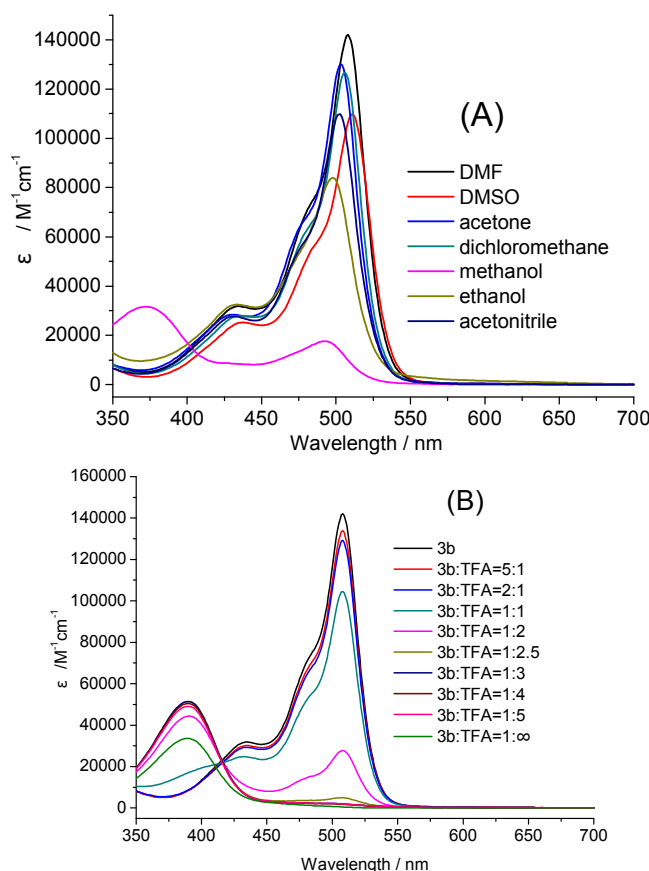 140000
120000
100000
80000
60000
40000
20000
0
ε / M⁻¹cm⁻¹
(A)
DMF
DMSO
acetone
dichloromethane
methanol
ethanol
acetonitrile
350 400 450 500 550 600 650 700
Wavelength / nm
160000
140000
120000
100000
80000
60000
40000
20000
0
ε /M⁻¹cm⁻¹
(B)
3b
3b:TFA=5:1
3b:TFA=2:1
3b:TFA=1:1
3b:TFA=1:2
3b:TFA=1:2.5
3b:TFA=1:3
3b:TFA=1:4
3b:TFA=1:5
3b:TFA=1:∞
350 400 450 500 550 600 650 700
Wavelength / nm